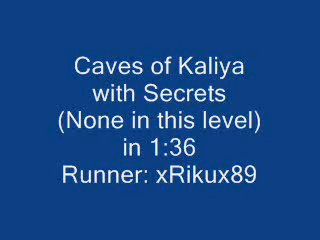 Caves of Kaliya
with Secrets
(None in this level)
in 1:36
Runner: xRikux89